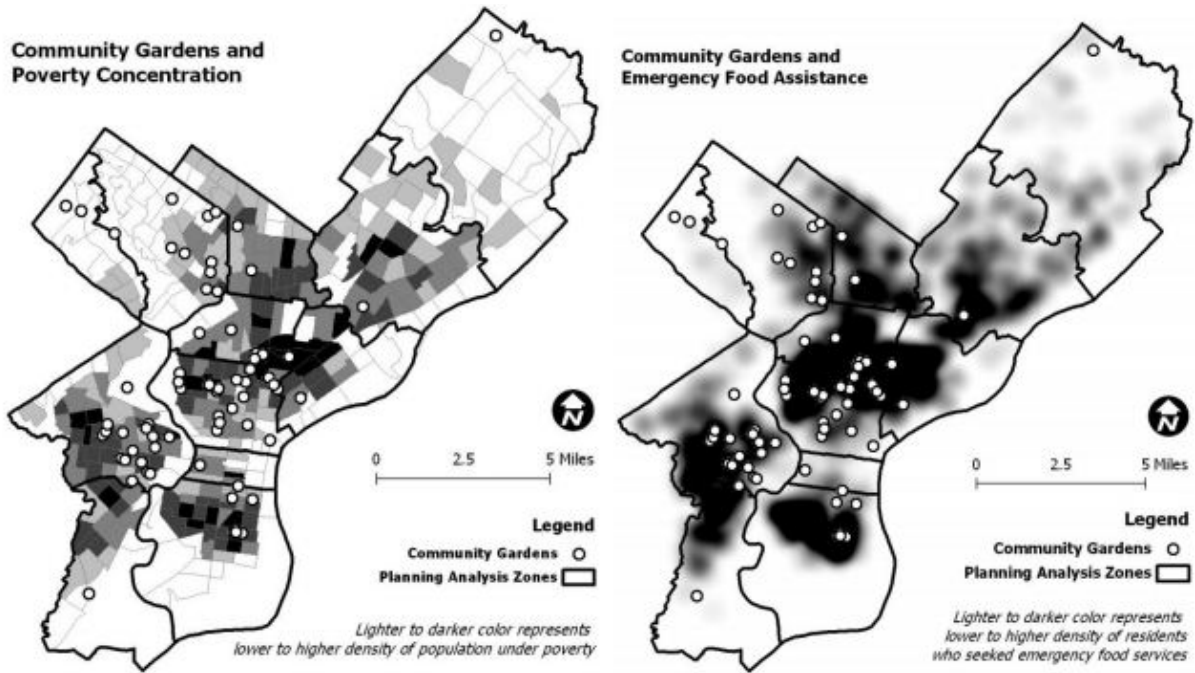 Community Gardens and
Poverty Concentration
N
0 2.5 5 Miles
Legend
Community Gardens
Planning Analysis Zones
Lighter to darker color represents
lower to higher density of population under poverty
Community Gardens and
Emergency Food Assistance
N
0 2.5 5 Miles
Legend
Community Gardens
Planning Analysis Zones
Lighter to darker color represents
lower to higher density of residents
who seeked emergency food services